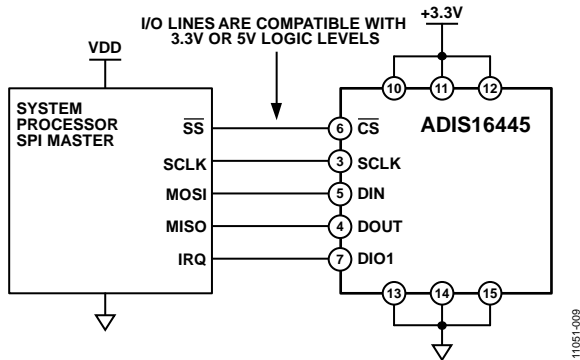 I/O LINES ARE COMPATIBLE WITH
3.3V OR 5V LOGIC LEVELS
+3.3V
VDD
10 11 12
SYSTEM
PROCESSOR
SPI MASTER
ADIS16445
SS 6 CS
SCLK 3 SCLK
MOSI 5 DIN
MISO 4 DOUT
IRQ 7 DIO1
13 14 15
11051-009